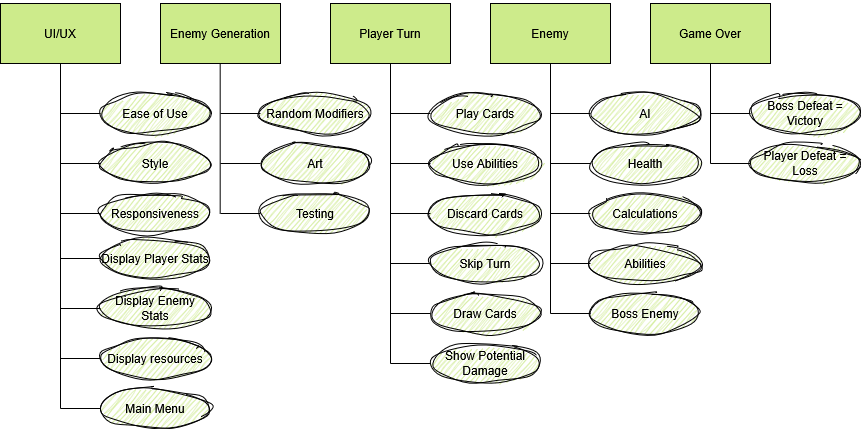 UI/UX
Ease of Use
Style
Responsiveness
Display Player Stats
Display Enemy
Stats
Display resources
Main Menu
Enemy Generation
Random Modifiers
Art
Testing
Player Turn
Play Cards
Use Abilities
Discard Cards
Skip Turn
Draw Cards
Show Potential
Damage
Enemy
AI
Health
Calculations
Abilities
Boss Enemy
Game Over
Boss Defeat =
Victory
Player Defeat =
Loss